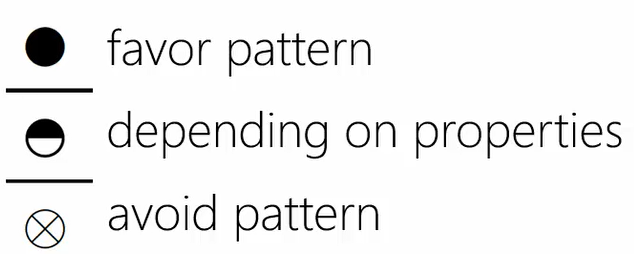 favor pattern
depending on properties
avoid pattern